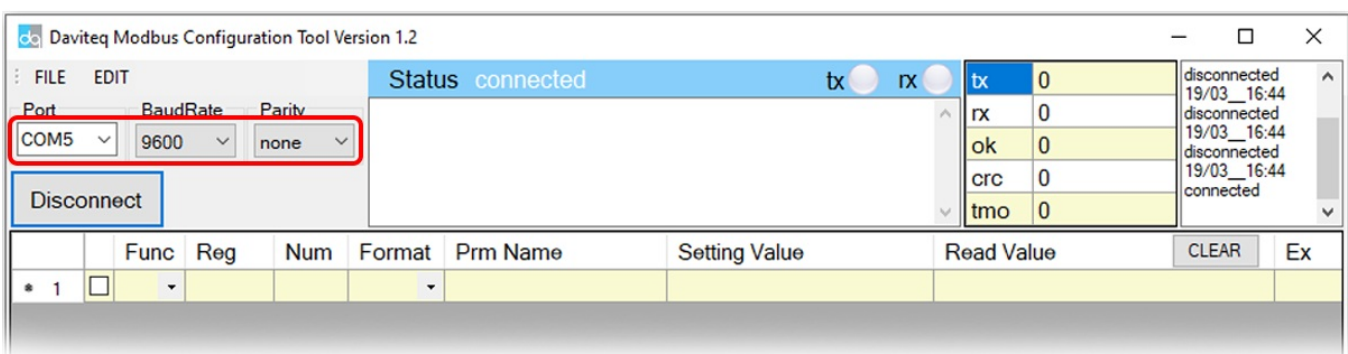 dq Daviteq Modbus Configuration Tool Version 1.2
FILE EDIT
Port BaudRate Parity
COM5 9600 none
Disconnect
Status connected tx rx
tx 0
rx 0
ok 0
crc 0
tmo 0
disconnected
19/03__16:44
disconnected
19/03__16:44
disconnected
19/03__16:44
connected
Func Reg Num Format Prm Name Setting Value Read Value CLEAR Ex
* 1